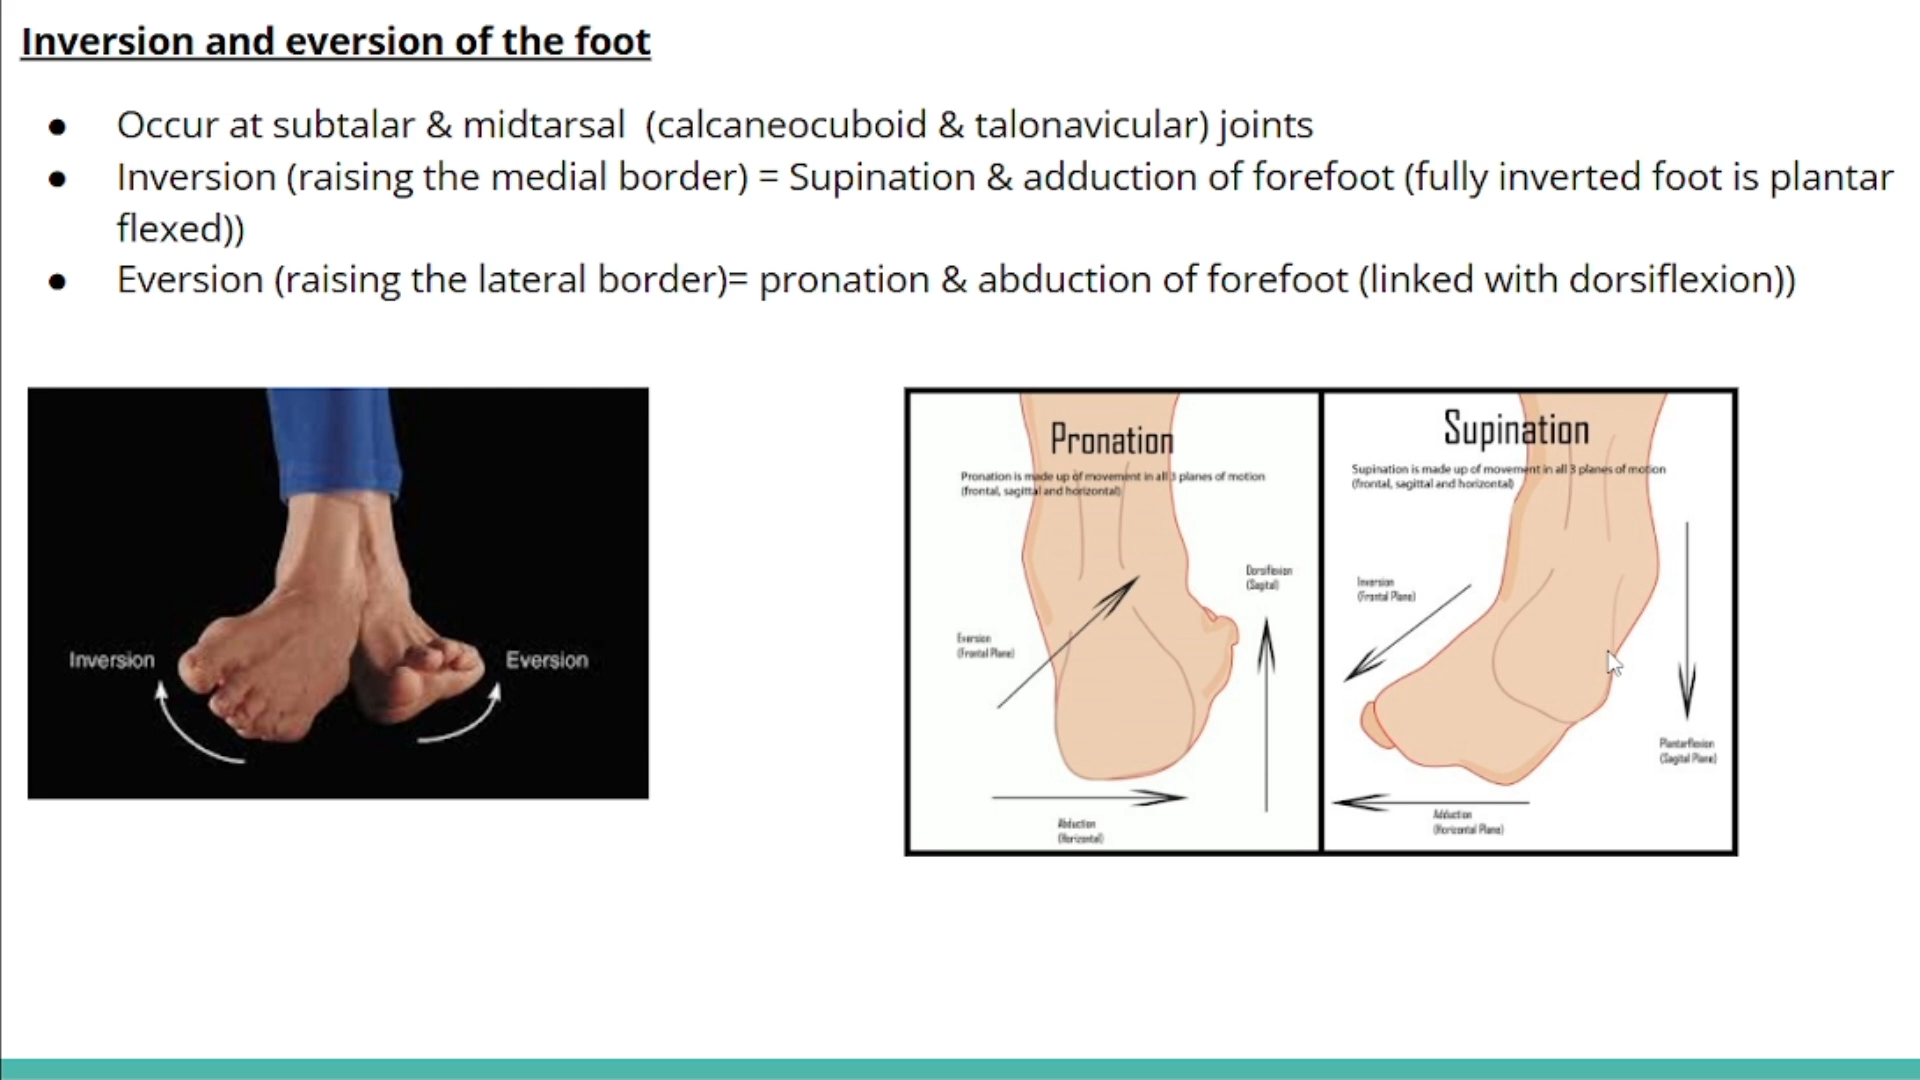 Inversion and eversion of the foot
● Occur at subtalar & midtarsal (calcaneocuboid & talonavicular) joints
● Inversion (raising the medial border) = Supination & adduction of forefoot (fully inverted foot is plantar
flexed))
● Eversion (raising the lateral border)= pronation & abduction of forefoot (linked with dorsiflexion))
Inversion
Eversion
Pronation
Pronation is made up of movement in all 3 planes of motion
(frontal, sagittal and horizontal)
Dorsiflexion
(Sagital)
Eversion
(Frontal Plane)
Abduction
(Horizontal)
Supination
Supination is made up of movement in all 3 planes of motion
(frontal, sagittal and horizontal)
Inversion
(Frontal Plane)
Plantarflexion
(Sagital Plane)
Adduction
(Horizontal Plane)